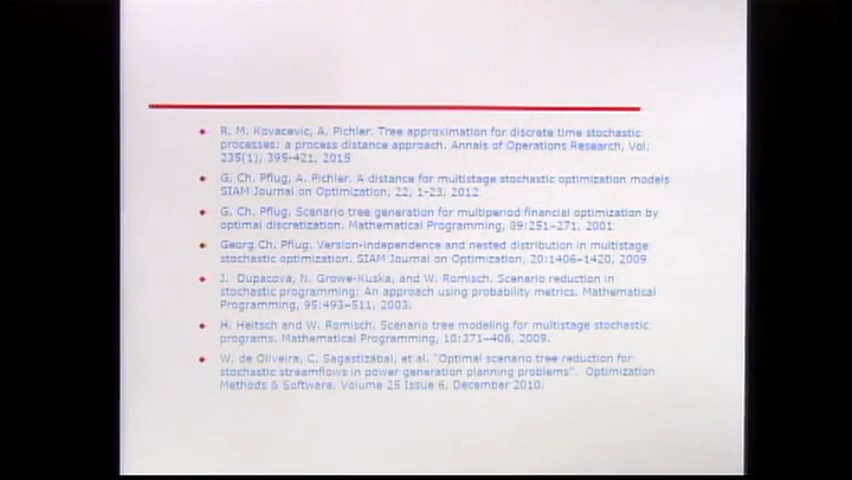 R. M. Kovacevic, A. Pichler. Tree approximation for discrete time stochastic
processes: a process distance approach. Annals of Operations Research, Vol.
235(1), 395-421, 2015
G. Ch. Pflug, A. Pichler. A distance for multistage stochastic optimization models
SIAM Journal on Optimization, 22, 1-23, 2012
G. Ch. Pflug. Scenario tree generation for multiperiod financial optimization by
optimal discretization. Mathematical Programming, 89:251–271, 2001
Georg Ch. Pflug. Version-independence and nested distribution in multistage
stochastic optimization. SIAM Journal on Optimization, 20:1406–1420, 2009
J. Dupacova, N. Growe-Kuska, and W. Romisch. Scenario reduction in
stochastic programming: An approach using probability metrics. Mathematical
Programming, 95:493–511, 2003.
H. Heitsch and W. Romisch. Scenario tree modeling for multistage stochastic
programs. Mathematical Programming, 18:371–406, 2009.
W. de Oliveira, C. Sagastizábal, et al. "Optimal scenario tree reduction for
stochastic streamflows in power generation planning problems". Optimization
Methods & Software. Volume 25 Issue 6, December 2010.